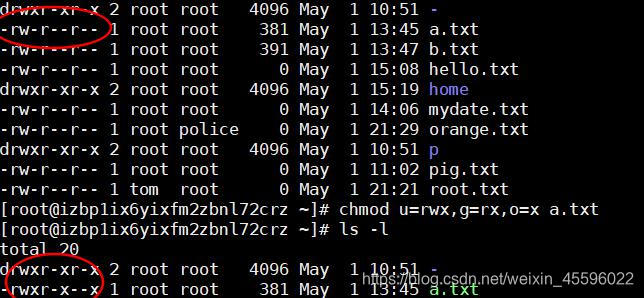 drwxr-xr-x 2 root root 4096 May 1 10:51 -
-rw-r--r-- 1 root root 381 May 1 13:45 a.txt
-rw-r--r-- 1 root root 391 May 1 13:47 b.txt
-rw-r--r-- 1 root root 0 May 1 15:08 hello.txt
drwxr-xr-x 2 root root 4096 May 1 15:19 home
-rw-r--r-- 1 root root 0 May 1 14:06 mydate.txt
-rw-r--r-- 1 root police 0 May 1 21:29 orange.txt
drwxr-xr-x 2 root root 4096 May 1 10:51 p
-rw-r--r-- 1 root root 0 May 1 11:02 pig.txt
-rw-r--r-- 1 tom root 0 May 1 21:21 root.txt
[root@izbp1ix6yixfm2zbnl72crz ~]# chmod u=rwx,g=rx,o=x a.txt
[root@izbp1ix6yixfm2zbnl72crz ~]# ls -l
total 20
drwxr-xr-x 2 root root 4096 May 1 10:51 -
-rwxr-x--x 1 root root 381 May 1 13:45 a.txt
https://blog.csdn.net/weixin_45596022